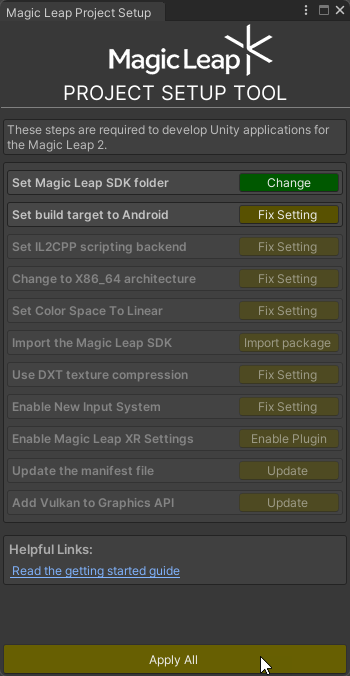 Magic Leap Project Setup
Magic Leap
PROJECT SETUP TOOL
These steps are required to develop Unity applications for
the Magic Leap 2.
Set Magic Leap SDK folder Change
Set build target to Android Fix Setting
Set IL2CPP scripting backend Fix Setting
Change to X86_64 architecture Fix Setting
Set Color Space To Linear Fix Setting
Import the Magic Leap SDK Import package
Use DXT texture compression Fix Setting
Enable New Input System Fix Setting
Enable Magic Leap XR Settings Enable Plugin
Update the manifest file Update
Add Vulkan to Graphics API Update
Helpful Links:
Read the getting started guide
Apply All